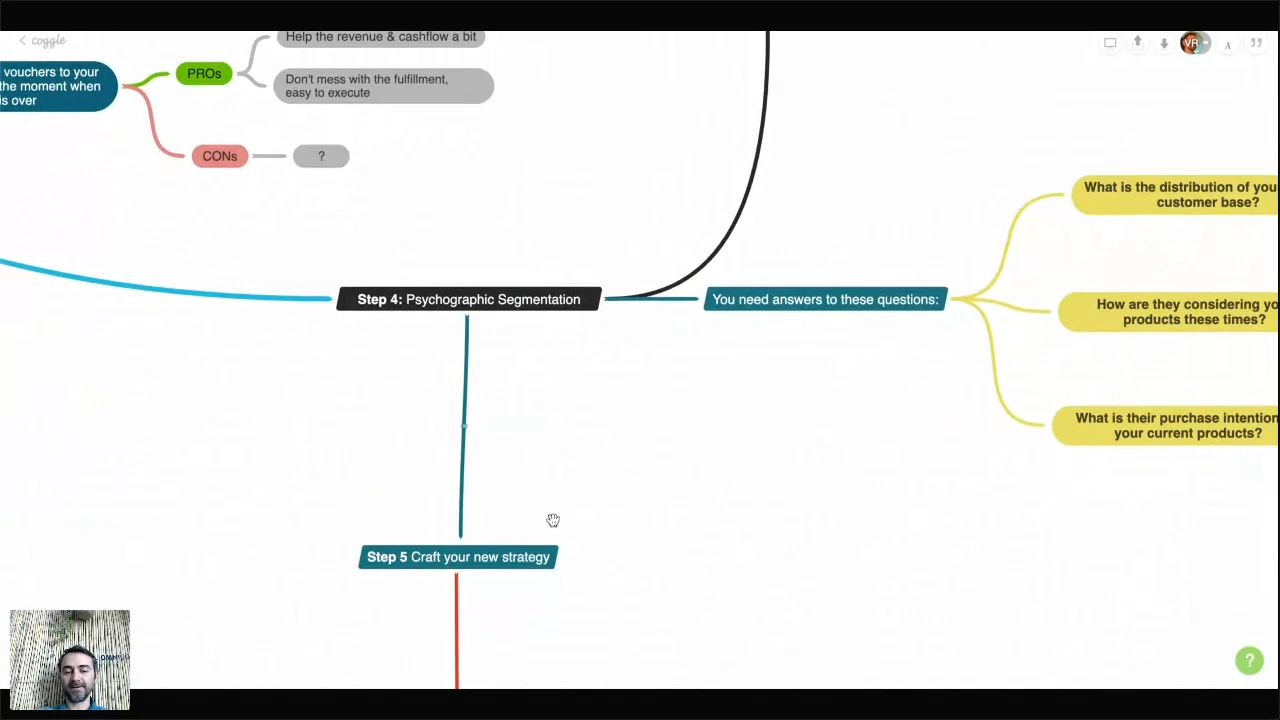 coggle
Help the revenue & cashflow a bit
vouchers to your
the moment when
is over
PROs
Don't mess with the fulfillment,
easy to execute
CONs
?
VR
What is the distribution of you
customer base?
Step 4: Psychographic Segmentation
You need answers to these questions:
How are they considering yo
products these times?
What is their purchase intention
your current products?
Step 5 Craft your new strategy
?